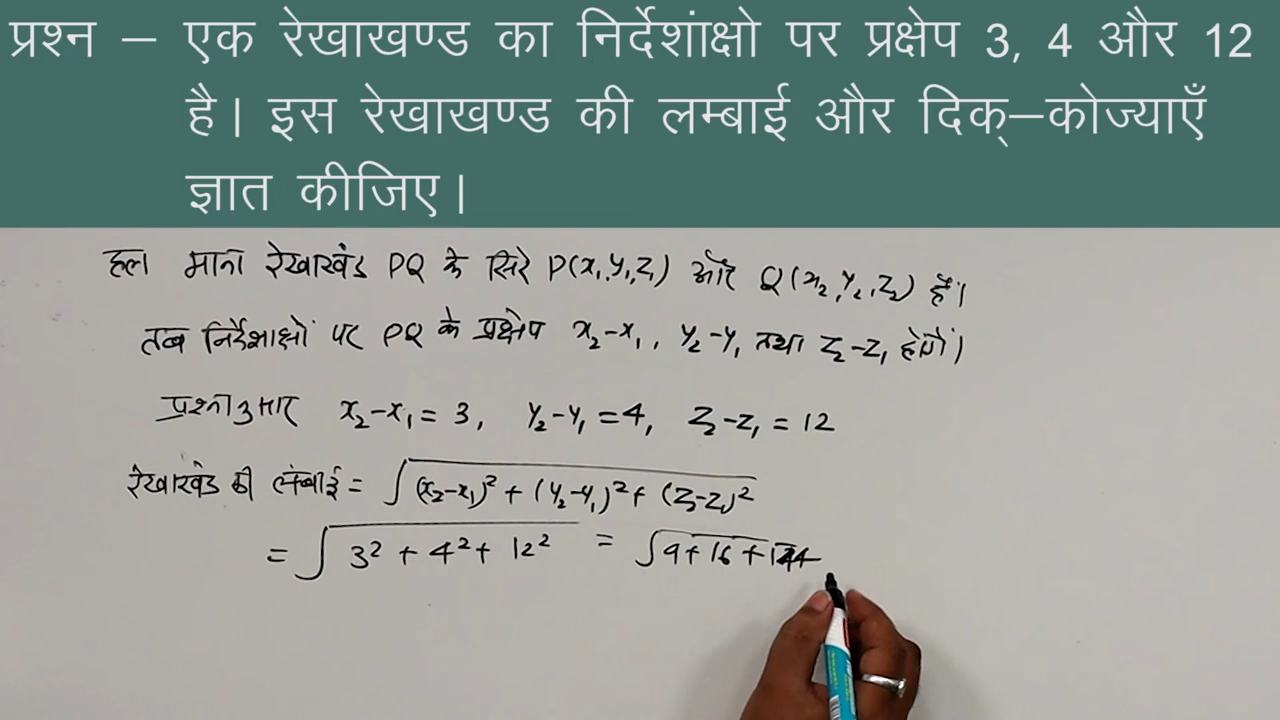 प्रश्न – एक रेखाखण्ड का निर्देशांक्षो पर प्रक्षेप 3, 4 और 12
है। इस रेखाखण्ड की लम्बाई और दिक्–कोज्याएँ
ज्ञात कीजिए।
हल माना रेखाखंड PQ के सिरे P(x₁,y₁,z₁) और Q(x₂,y₂,z₂) हैं।
तब निर्देशाक्षों पर PQ के प्रक्षेप x₂-x₁, y₂-y₁ तथा z₂-z₁ होंगे।
प्रश्नानुसार x₂-x₁ = 3, y₂-y₁ = 4, z₂-z₁ = 12
रेखाखंड की लंबाई = √(x₂-x₁)² + (y₂-y₁)² + (z₂-z₁)²
= √3² + 4² + 12² = √9+16+144